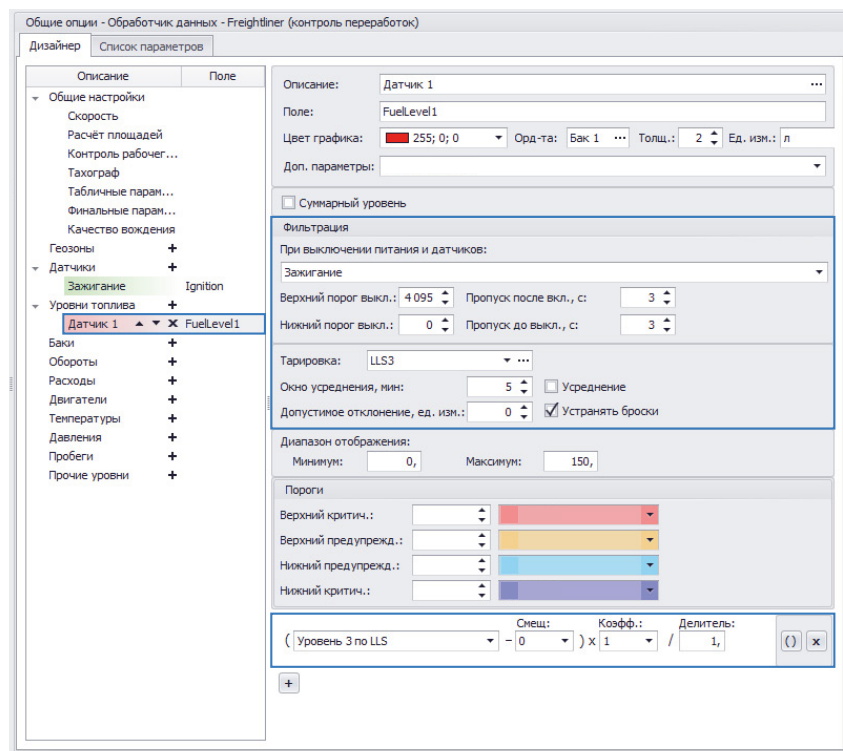 Общие опции - Обработчик данных - Freightliner (контроль переработок)
Дизайнер Список параметров
Описание Поле
Общие настройки
Скорость
Расчёт площадей
Контроль рабочег...
Тахограф
Табличные парам...
Финальные парам...
Качество вождения
Геозоны +
Датчики +
Зажигание Ignition
Уровни топлива +
Датчик 1 FuelLevel1
Баки +
Обороты +
Расходы +
Двигатели +
Температуры +
Давления +
Пробеги +
Прочие уровни +
Описание: Датчик 1 ...
Поле: FuelLevel1
Цвет графика: 255; 0; 0 Орд-та: Бак 1 ... Толщ.: 2 Ед. изм.: л
Доп. параметры:
Суммарный уровень
Фильтрация
При выключении питания и датчиков:
Зажигание
Верхний порог выкл.: 4 095 Пропуск после вкл., с: 3
Нижний порог выкл.: 0 Пропуск до выкл., с: 3
Тарировка: LLS3 ...
Окно усреднения, мин: 5 Усреднение
Допустимое отклонение, ед. изм.: 0 Устранять броски
Диапазон отображения:
Минимум: 0, Максимум: 150,
Пороги
Верхний критич.:
Верхний предупрежд.:
Нижний предупрежд.:
Нижний критич.:
Смещ: Коэфф.: Делитель:
( Уровень 3 по LLS - 0 ) x 1 / 1, () x
+